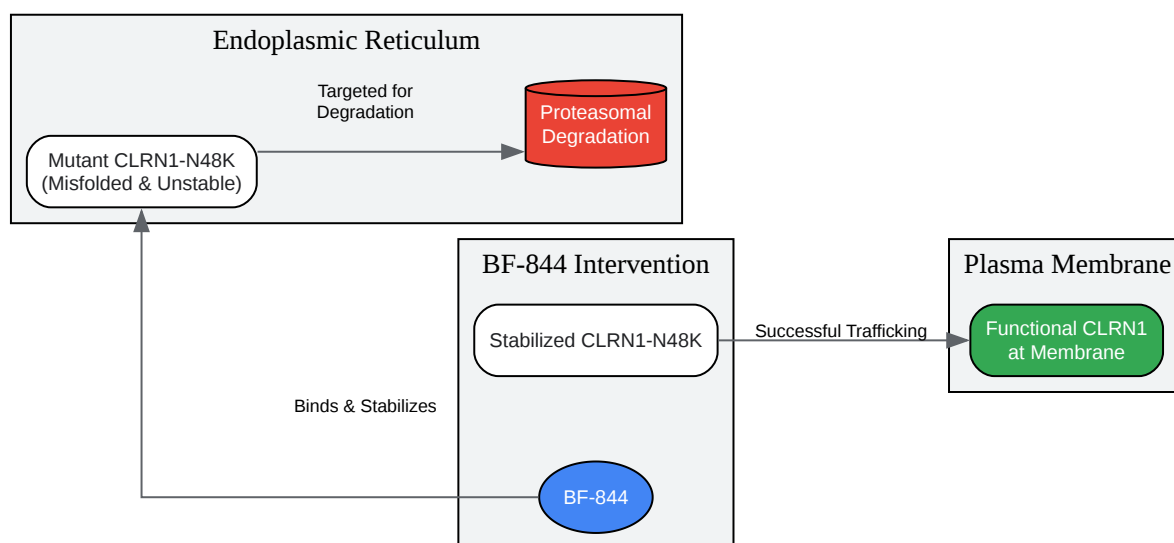 Endoplasmic Reticulum
Targeted for
Degradation
Proteasomal
Degradation
Mutant CLRN1-N48K
(Misfolded & Unstable)
BF-844 Intervention
Plasma Membrane
Stabilized CLRN1-N48K
Successful Trafficking
Functional CLRN1
at Membrane
Binds & Stabilizes
BF-844